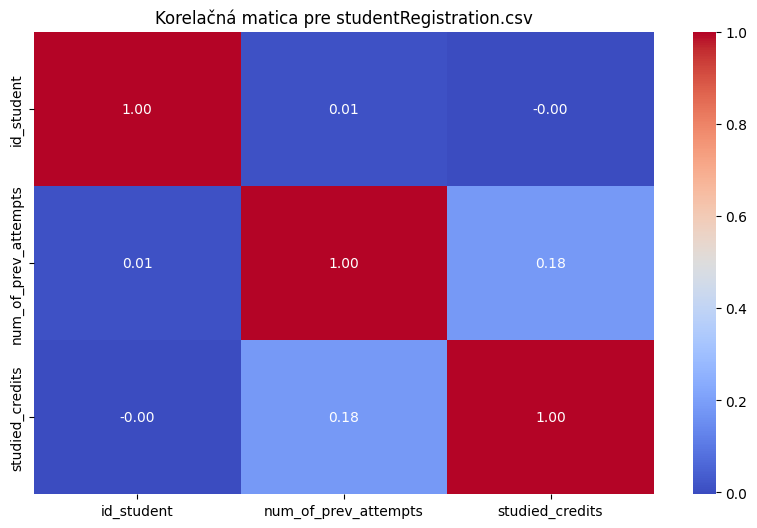 Korelačná matica pre studentRegistration.csv
id_student
1.00 0.01 -0.00
num_of_prev_attempts
0.01 1.00 0.18
studied_credits
-0.00 0.18 1.00
id_student num_of_prev_attempts studied_credits
1.0
0.8
0.6
0.4
0.2
0.0